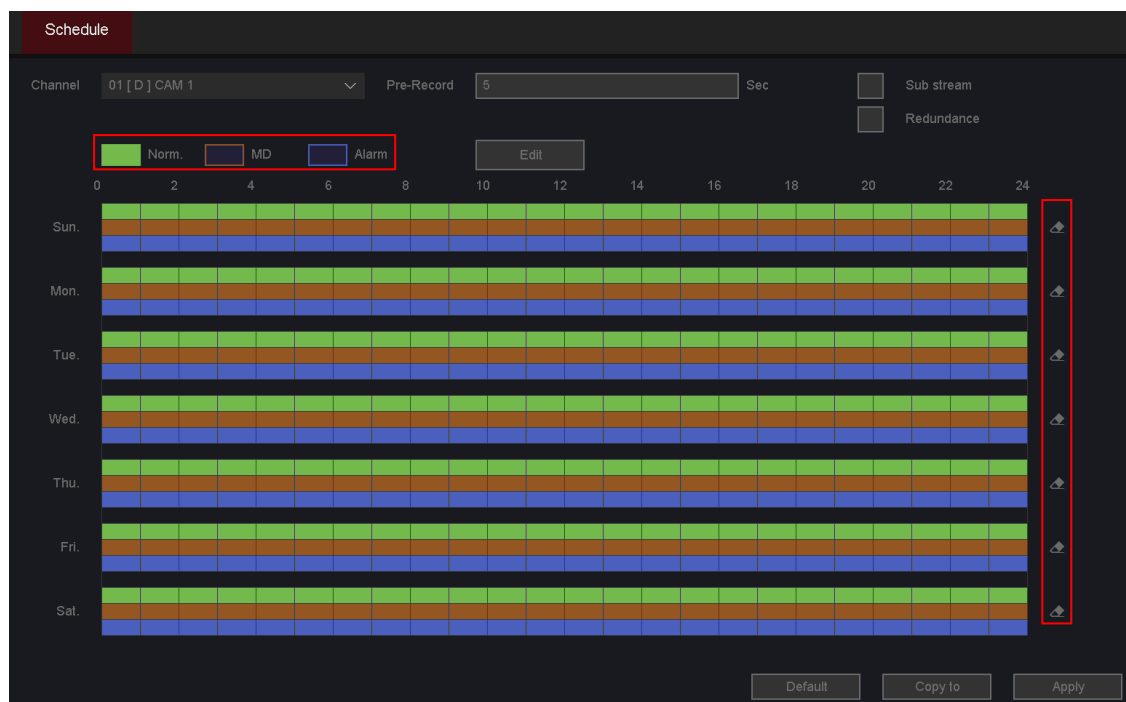 Schedule
Channel 01 [ D ] CAM 1 Pre-Record 5 Sec Sub stream
Redundance
Norm. MD Alarm Edit
0 2 4 6 8 10 12 14 16 18 20 22 24
Sun.
Mon.
Tue.
Wed.
Thu.
Fri.
Sat.
Default Copy to Apply